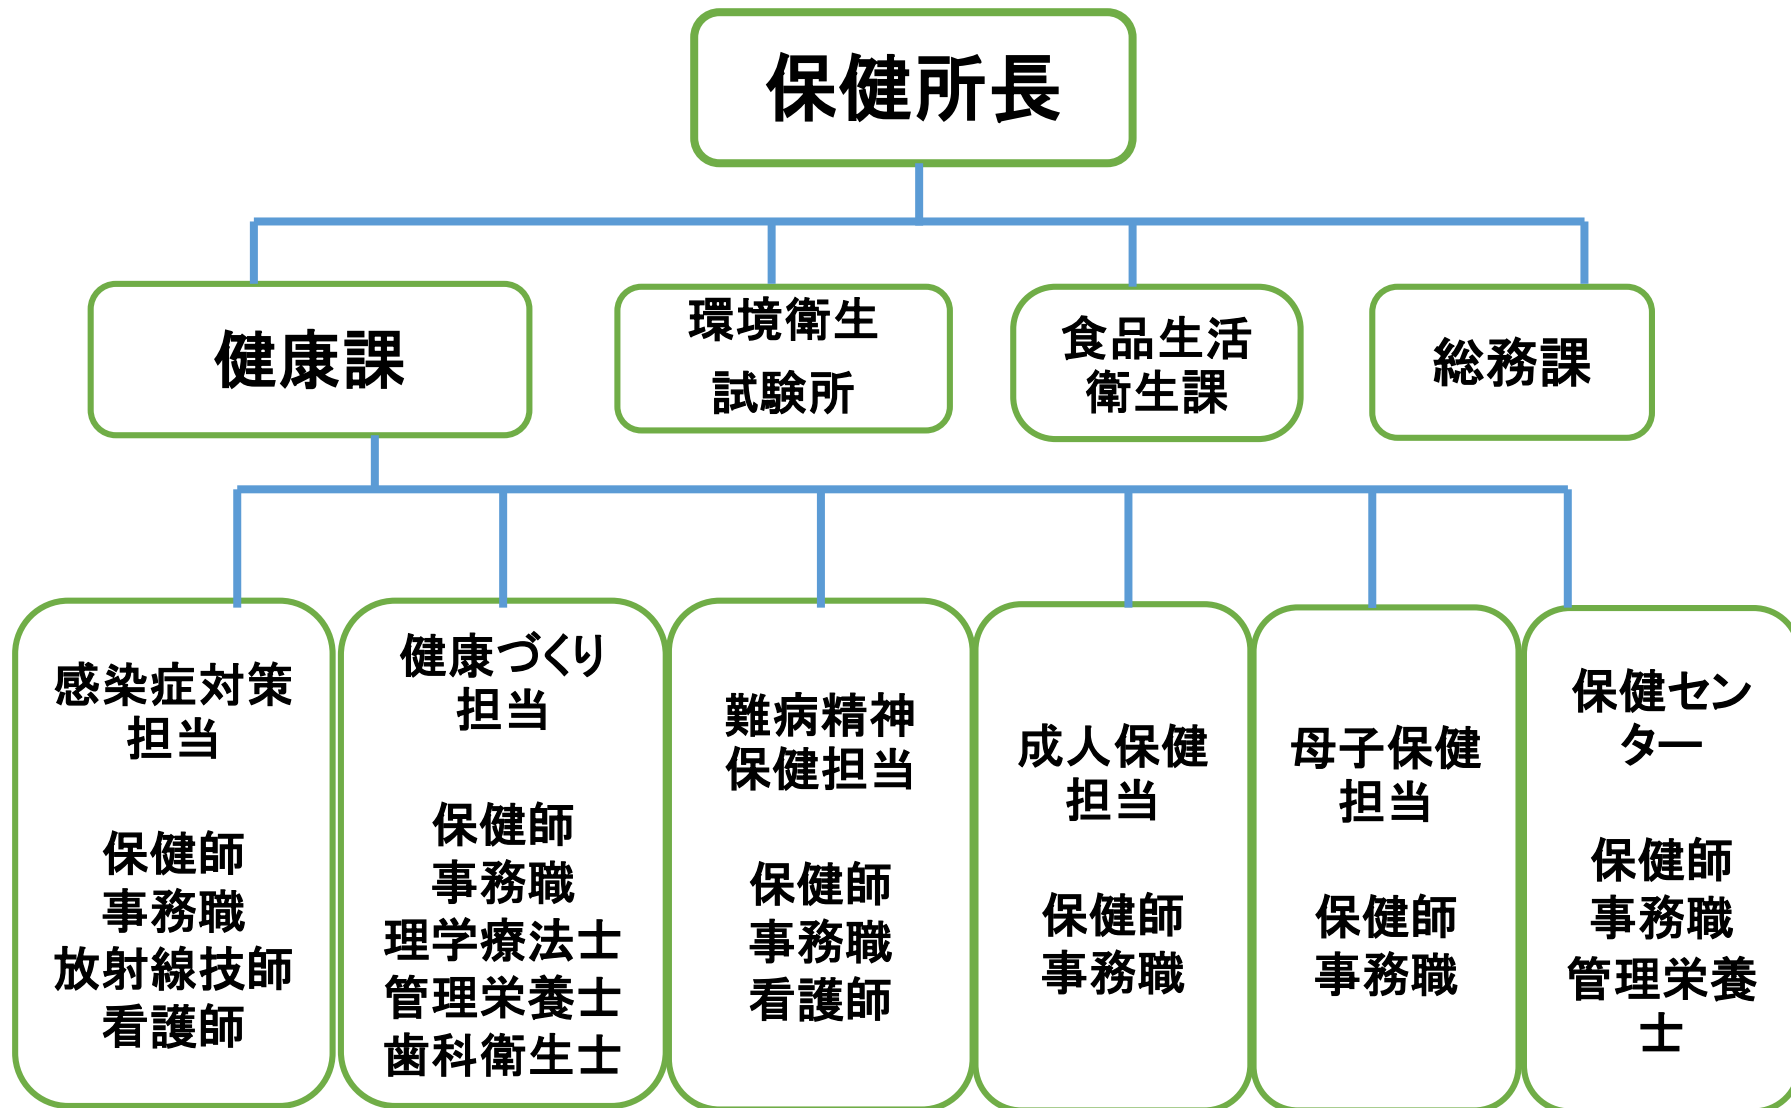 保健所長
健康課
環境衛生
試験所
食品生活
衛生課
総務課
感染症対策
担当
保健師
事務職
放射線技師
看護師
健康づくり
担当
保健師
事務職
理学療法士
管理栄養士
歯科衛生士
難病精神
保健担当
保健師
事務職
看護師
成人保健
担当
保健師
事務職
母子保健
担当
保健師
事務職
保健セン
ター
保健師
事務職
管理栄養
士